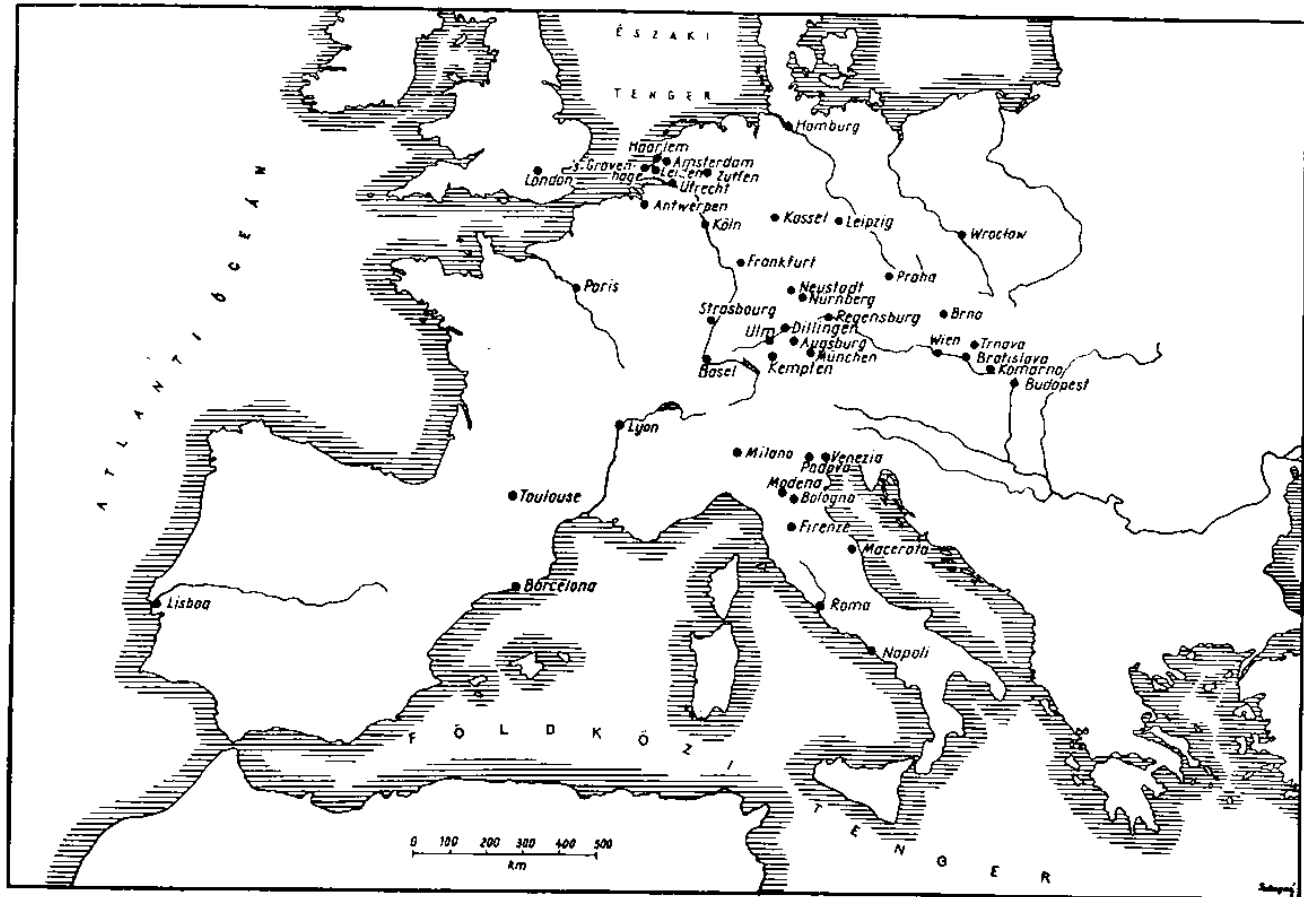 ÉSZAKI
TENGER
ATLANTI ÓCEÁN
Hamburg
Haarlem
Amsterdam
's-Graven-
hage
Leiden
Zutfen
Utrecht
London
Antwerpen
Köln
Kassel
Leipzig
Wrocław
Frankfurt
Praha
Paris
Neustadt
Nürnberg
Strasbourg
Regensburg
Brno
Dillingen
Ulm
Augsburg
München
Wien
Trnava
Bratislava
Basel
Kempten
Komarno
Budapest
Lyon
Milano
Venezia
Padova
Modena
Bologna
Toulouse
Firenze
Macerata
Barcelona
Lisboa
Roma
Napoli
FÖLDKÖZI
TENGER
0 100 200 300 400 500
km